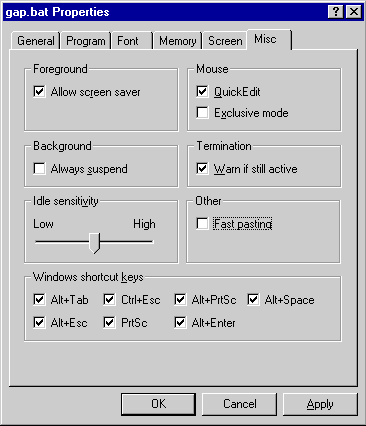 gap.bat Properties
General Program Font Memory Screen Misc
Foreground
Allow screen saver
Mouse
QuickEdit
Exclusive mode
Background
Always suspend
Termination
Warn if still active
Idle sensitivity
Low High
Other
Fast pasting
Windows shortcut keys
Alt+Tab Ctrl+Esc Alt+PrtSc Alt+Space
Alt+Esc PrtSc Alt+Enter
OK Cancel Apply